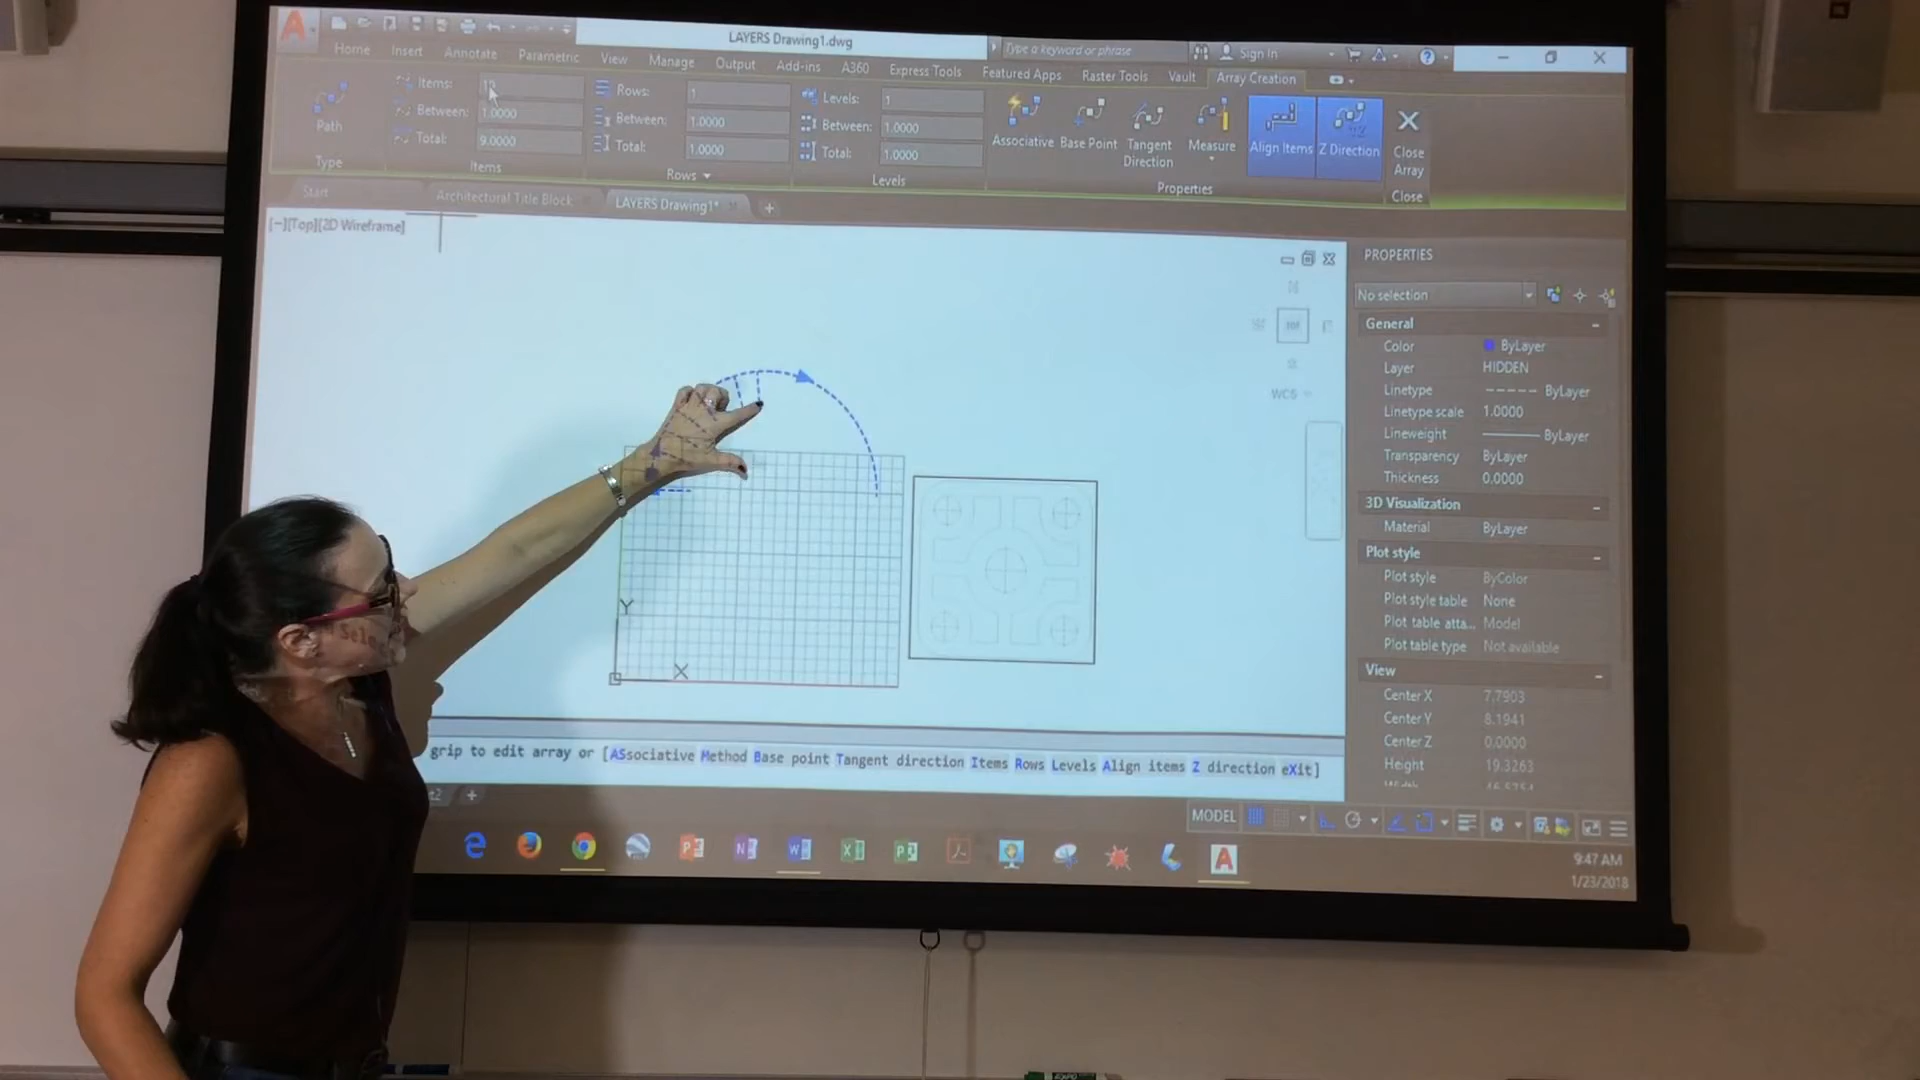 LAYERS Drawing1.dwg
Type a keyword or phrase
Sign In
Home Insert Annotate Parametric View Manage Output Add-ins A360 Express Tools Featured Apps Raster Tools Vault Array Creation
Path
Type
Items: 10
Between: 1.0000
Total: 9.0000
Items
Rows: 1
Between: 1.0000
Total: 1.0000
Rows
Levels: 1
Between: 1.0000
Total: 1.0000
Levels
Associative
Base Point
Tangent
Direction
Measure
Align Items
Z Direction
Properties
Close
Array
Close
Start
Architectural Title Block
LAYERS Drawing1*
[−][Top][2D Wireframe]
TOP
WCS
Y
X
PROPERTIES
No selection
General
Color ByLayer
Layer HIDDEN
Linetype ByLayer
Linetype scale 1.0000
Lineweight ByLayer
Transparency ByLayer
Thickness 0.0000
3D Visualization
Material ByLayer
Plot style
Plot style ByColor
Plot style table None
Plot table atta... Model
Plot table type Not available
View
Center X 7.7903
Center Y 8.1941
Center Z 0.0000
Height 19.3263
Sele
grip to edit array or [ASsociative Method Base point Tangent direction Items Rows Levels Align items Z direction eXit]
MODEL
9:47 AM
1/23/2018